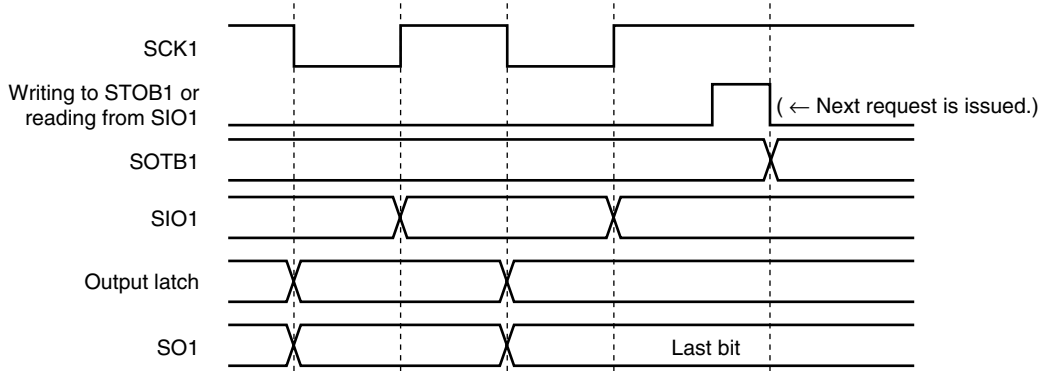 SCK1
Writing to STOB1 or
reading from SIO1
( ← Next request is issued.)
SOTB1
SIO1
Output latch
SO1
Last bit